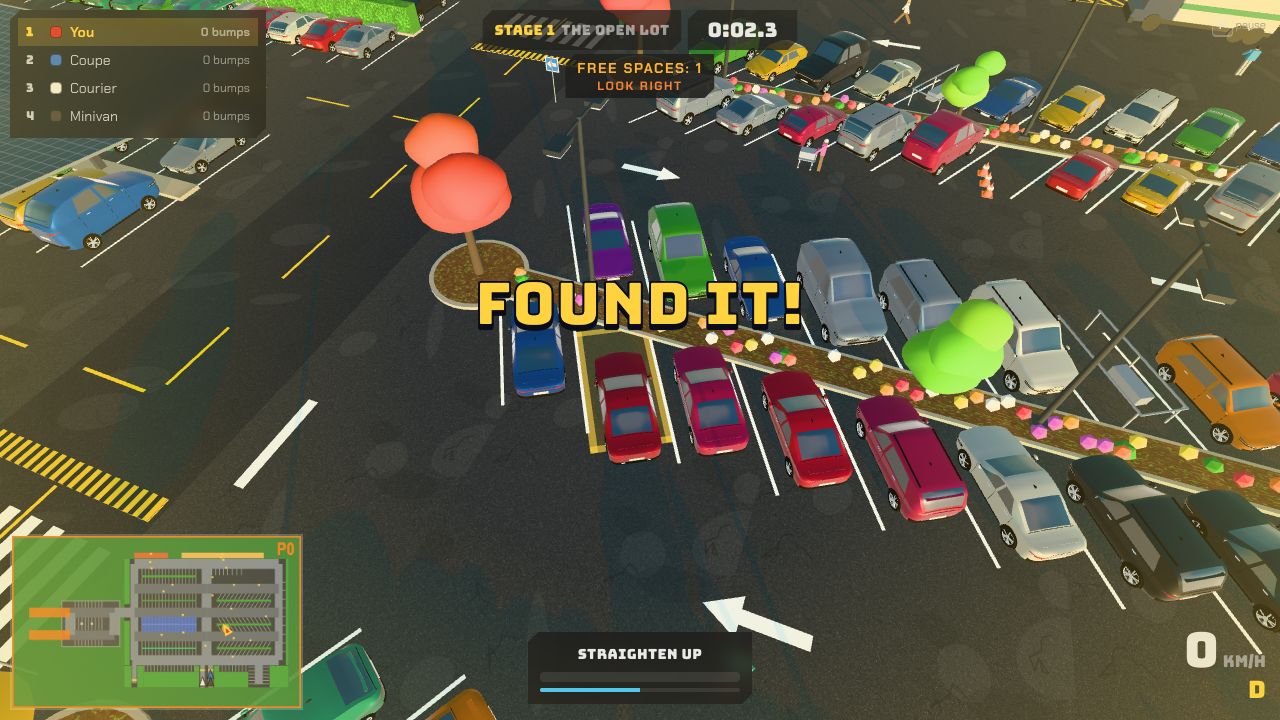 1 You 0 bumps
2 Coupe 0 bumps
3 Courier 0 bumps
4 Minivan 0 bumps
STAGE 1 THE OPEN LOT
0:02.3
FREE SPACES: 1
LOOK RIGHT
pause
FOUND IT!
P0
STRAIGHTEN UP
0 KM/H
D